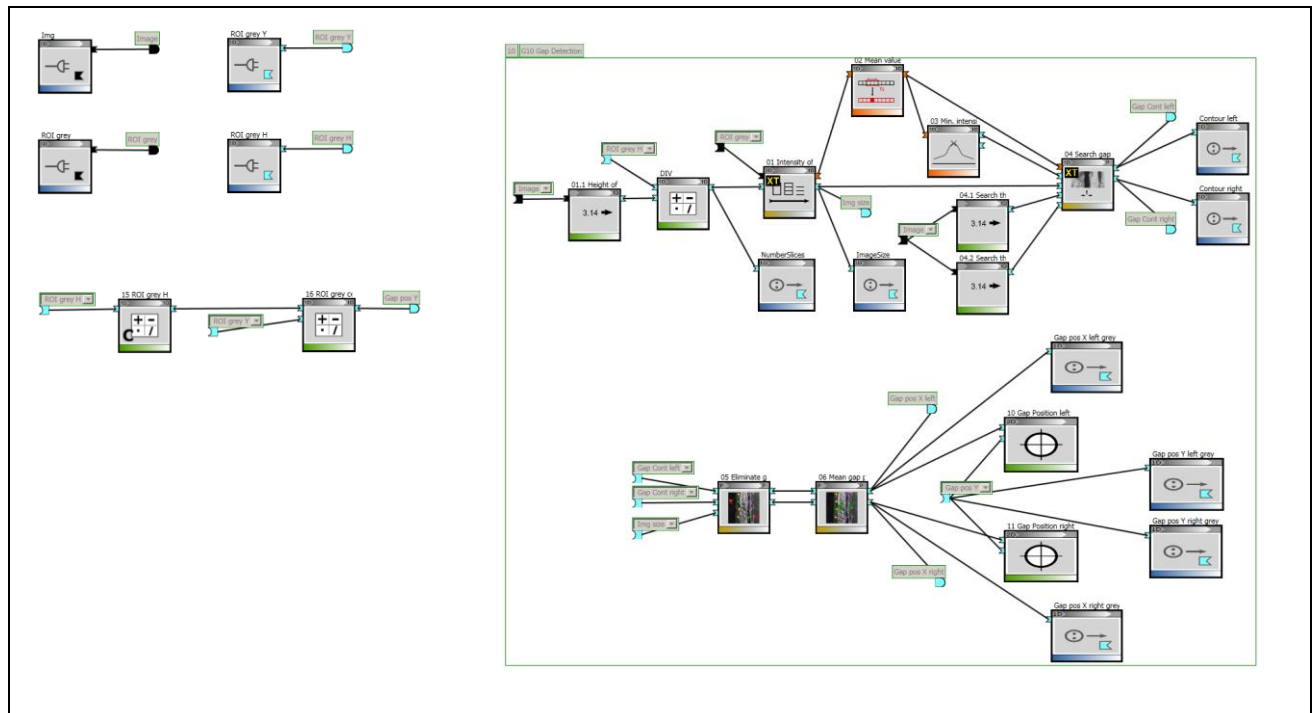 Img
Image
ROI grey Y
ROI grey Y
ROI grey
ROI grey
ROI grey H
ROI grey H
ROI grey H
15 ROI grey H
C
ROI grey Y
16 ROI grey co
Gap pos Y
10 G10 Gap Detection
Image
01.1 Height of
3.14
ROI grey H
DIV
ROI grey
01 Intensity of
XT
02 Mean value
03 Min. intensi
Img size
NumberSlices
ImageSize
Image
04.1 Search th
3.14
04.2 Search th
3.14
04 Search gap
XT
Gap Cont left
Gap Cont right
Contour left
Contour right
Gap Cont left
Gap Cont right
Img size
05 Eliminate g
06 Mean gap p
Gap pos X left
Gap pos X right
Gap pos X left grey
10 Gap Position left
Gap pos Y
11 Gap Position right
Gap pos Y left grey
Gap pos Y right grey
Gap pos X right grey